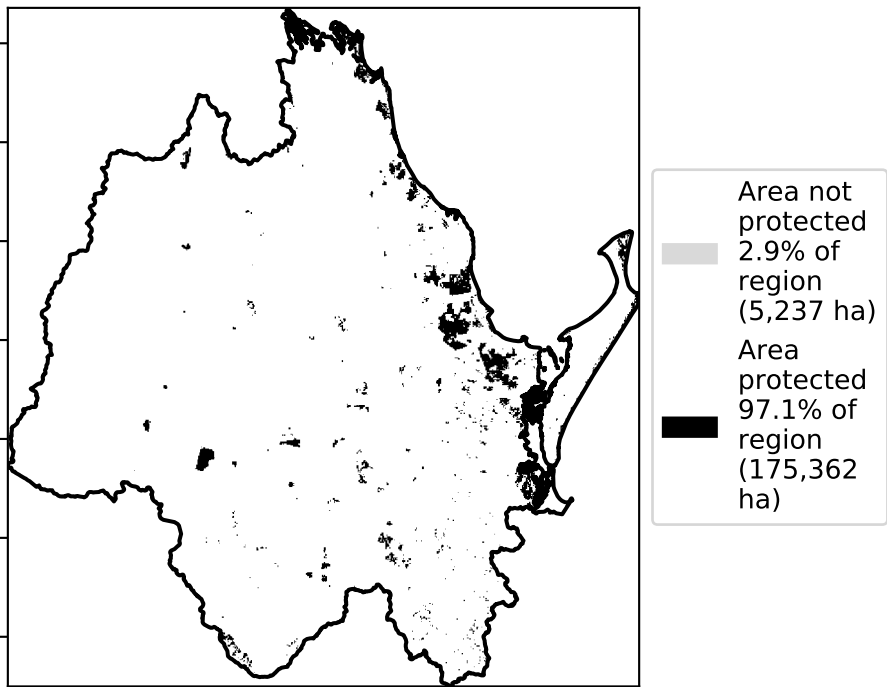 Area not
protected
2.9% of
region
(5,237 ha)
Area
protected
97.1% of
region
(175,362
ha)